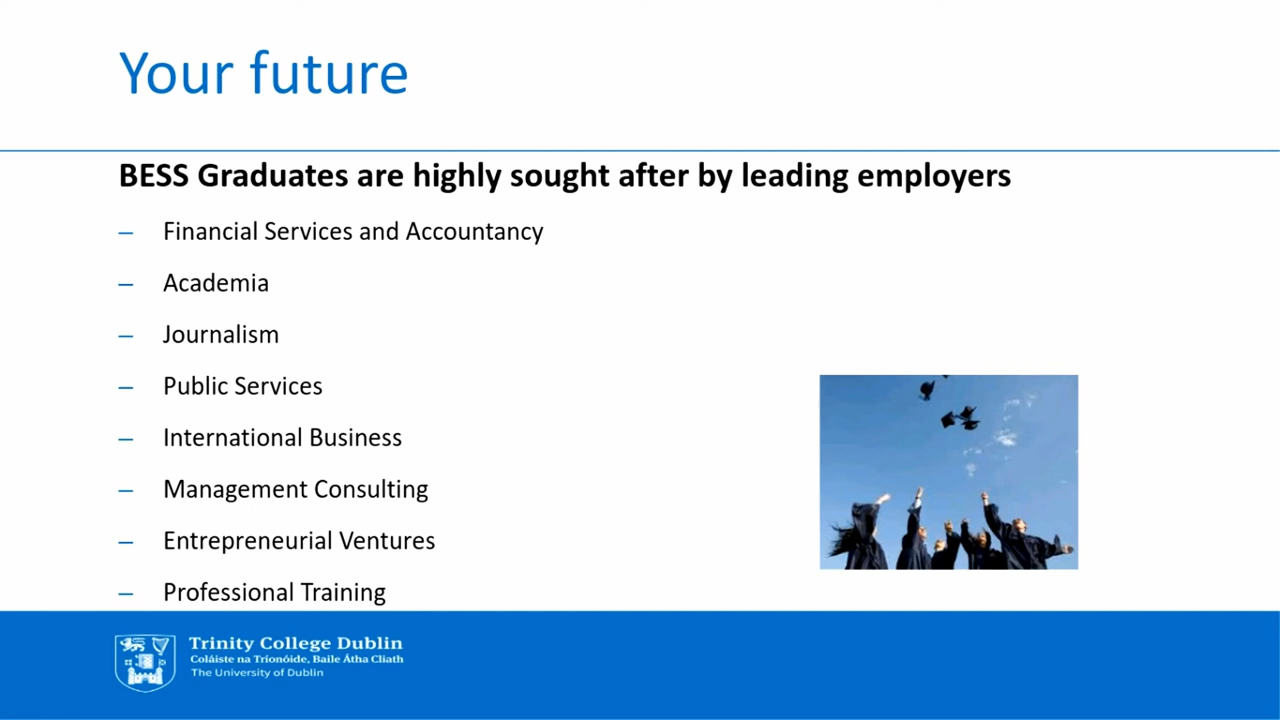 Your future
BESS Graduates are highly sought after by leading employers
– Financial Services and Accountancy
– Academia
– Journalism
– Public Services
– International Business
– Management Consulting
– Entrepreneurial Ventures
– Professional Training
Trinity College Dublin
Coláiste na Tríonóide, Baile Átha Cliath
The University of Dublin